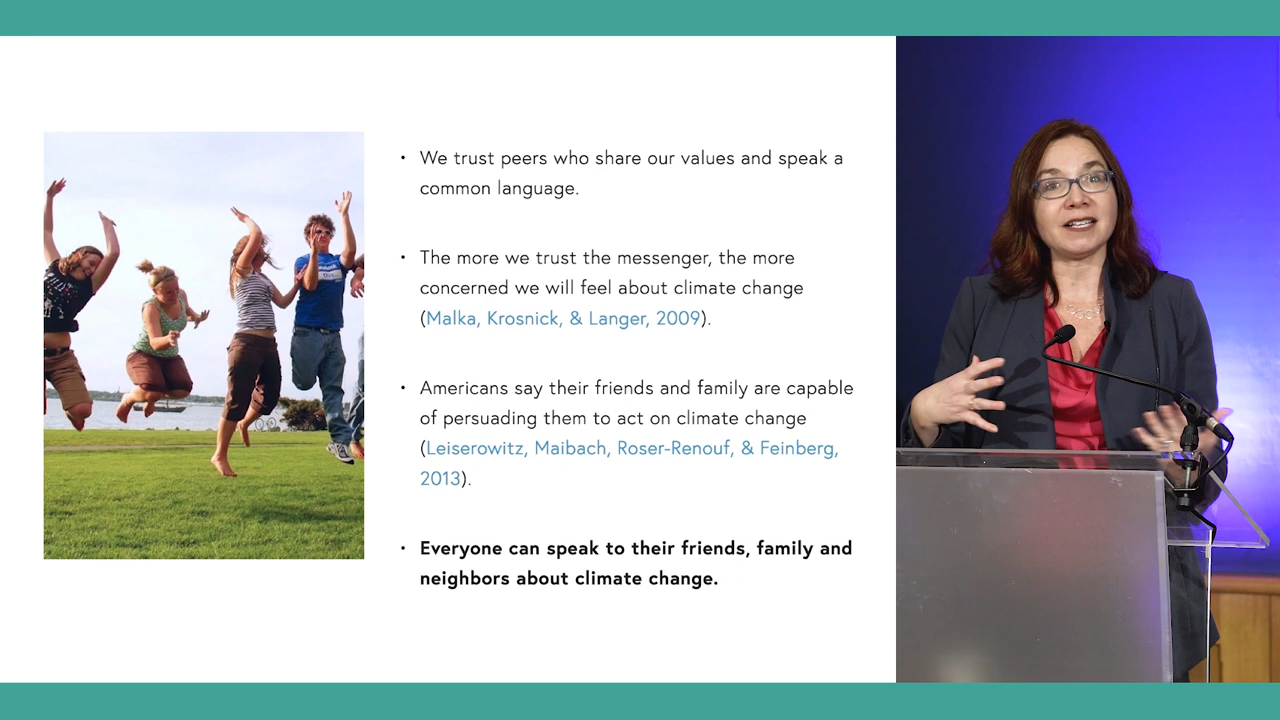 • We trust peers who share our values and speak a
common language.
• The more we trust the messenger, the more
concerned we will feel about climate change
(Malka, Krosnick, & Langer, 2009).
• Americans say their friends and family are capable
of persuading them to act on climate change
(Leiserowitz, Maibach, Roser-Renouf, & Feinberg,
2013).
• Everyone can speak to their friends, family and
neighbors about climate change.